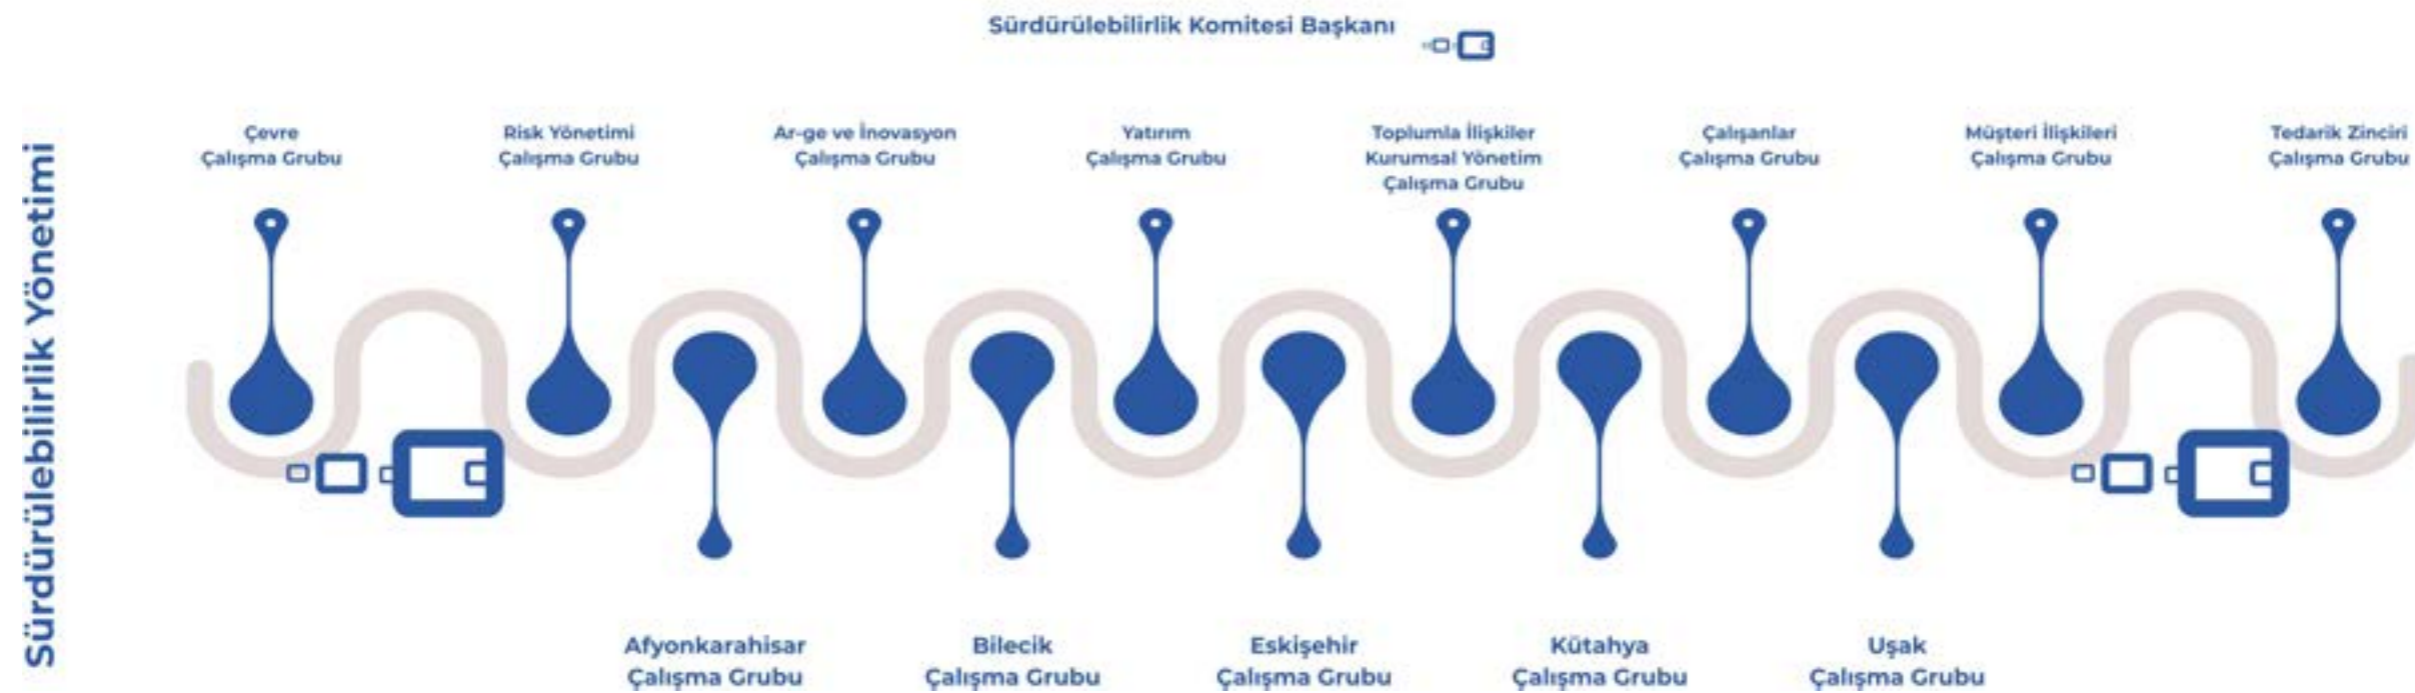 Sürdürülebilirlik Komitesi Başkanı
Sürdürülebilirlik Yönetimi
Çevre
Çalışma Grubu
Risk Yönetimi
Çalışma Grubu
Ar-ge ve İnovasyon
Çalışma Grubu
Yatırım
Çalışma Grubu
Toplumla İlişkiler
Kurumsal Yönetim
Çalışma Grubu
Çalışanlar
Çalışma Grubu
Müşteri İlişkileri
Çalışma Grubu
Tedarik Zinciri
Çalışma Grubu
Afyonkarahisar
Çalışma Grubu
Bilecik
Çalışma Grubu
Eskişehir
Çalışma Grubu
Kütahya
Çalışma Grubu
Uşak
Çalışma Grubu